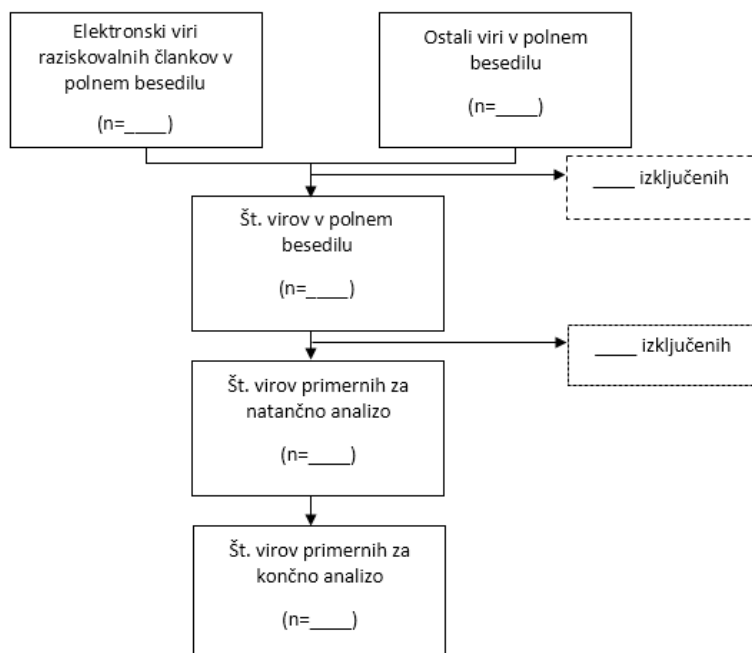 Elektronski viri
raziskovalnih člankov v
polnem besedilu
(n=____)
Ostali viri v polnem
besedilu
(n=____)
____ izključenih
Št. virov v polnem
besedilu
(n=____)
____ izključenih
Št. virov primernih za
natančno analizo
(n=____)
Št. virov primernih za
končno analizo
(n=____)